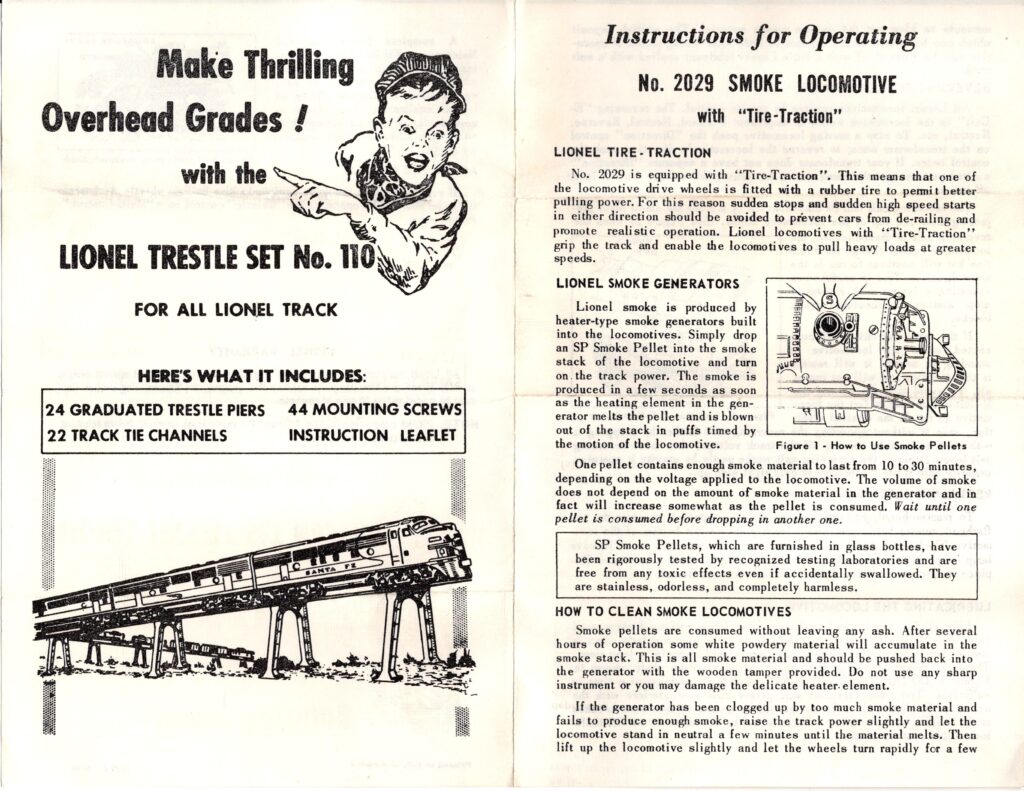 Make Thrilling
Overhead Grades !
with the
LIONEL TRESTLE SET No. 110
FOR ALL LIONEL TRACK
HERE'S WHAT IT INCLUDES:
24 GRADUATED TRESTLE PIERS 44 MOUNTING SCREWS
22 TRACK TIE CHANNELS INSTRUCTION LEAFLET
SANTA FE
Instructions for Operating
No. 2029 SMOKE LOCOMOTIVE
with "Tire-Traction"
LIONEL TIRE-TRACTION
No. 2029 is equipped with "Tire-Traction". This means that one of
the locomotive drive wheels is fitted with a rubber tire to permit better
pulling power. For this reason sudden stops and sudden high speed starts
in either direction should be avoided to prevent cars from de-railing and
promote realistic operation. Lionel locomotives with "Tire-Traction"
grip the track and enable the locomotives to pull heavy loads at greater
speeds.
LIONEL SMOKE GENERATORS
Lionel smoke is produced by
heater-type smoke generators built
into the locomotives. Simply drop
an SP Smoke Pellet into the smoke
stack of the locomotive and turn
on the track power. The smoke is
produced in a few seconds as soon
as the heating element in the gen-
erator melts the pellet and is blown
out of the stack in puffs timed by
the motion of the locomotive.
S
Figure 1 - How to Use Smoke Pellets
One pellet contains enough smoke material to last from 10 to 30 minutes,
depending on the voltage applied to the locomotive. The volume of smoke
does not depend on the amount of smoke material in the generator and in
fact will increase somewhat as the pellet is consumed. Wait until one
pellet is consumed before dropping in another one.
SP Smoke Pellets, which are furnished in glass bottles, have
been rigorously tested by recognized testing laboratories and are
free from any toxic effects even if accidentally swallowed. They
are stainless, odorless, and completely harmless.
HOW TO CLEAN SMOKE LOCOMOTIVES
Smoke pellets are consumed without leaving any ash. After several
hours of operation some white powdery material will accumulate in the
smoke stack. This is all smoke material and should be pushed back into
the generator with the wooden tamper provided. Do not use any sharp
instrument or you may damage the delicate heater element.
If the generator has been clogged up by too much smoke material and
fails to produce enough smoke, raise the track power slightly and let the
locomotive stand in neutral a few minutes until the material melts. Then
lift up the locomotive slightly and let the wheels turn rapidly for a few